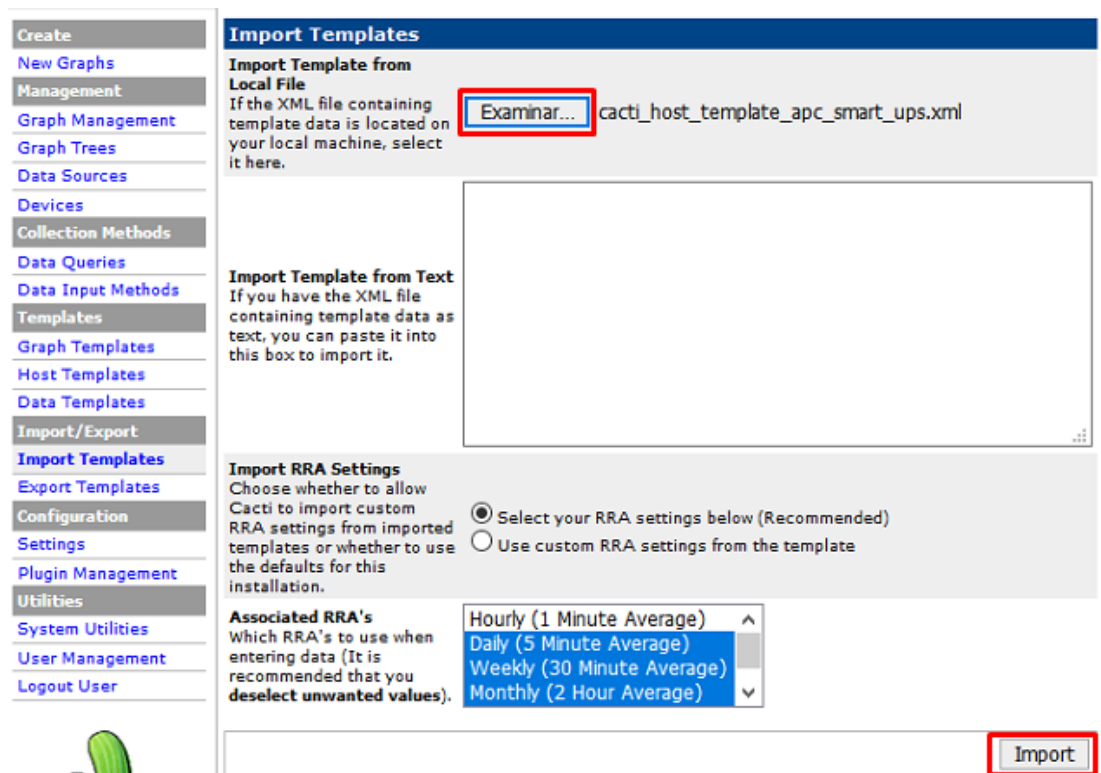 Create
New Graphs
Management
Graph Management
Graph Trees
Data Sources
Devices
Collection Methods
Data Queries
Data Input Methods
Templates
Graph Templates
Host Templates
Data Templates
Import/Export
Import Templates
Export Templates
Configuration
Settings
Plugin Management
Utilities
System Utilities
User Management
Logout User
Import Templates
Import Template from
Local File
If the XML file containing
template data is located on
your local machine, select
it here.
Examinar... cacti_host_template_apc_smart_ups.xml
Import Template from Text
If you have the XML file
containing template data as
text, you can paste it into
this box to import it.
Import RRA Settings
Choose whether to allow
Cacti to import custom
RRA settings from imported
templates or whether to use
the defaults for this
installation.
Select your RRA settings below (Recommended)
Use custom RRA settings from the template
Associated RRA's
Which RRA's to use when
entering data (It is
recommended that you
deselect unwanted values).
Hourly (1 Minute Average)
Daily (5 Minute Average)
Weekly (30 Minute Average)
Monthly (2 Hour Average)
Import